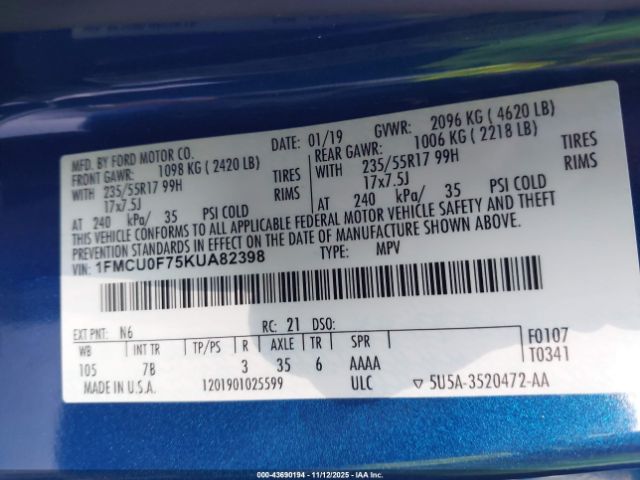 MFD. BY FORD MOTOR CO.
DATE: 01/19 GVWR: 2096 KG ( 4620 LB)
FRONT GAWR: 1098 KG ( 2420 LB)
REAR GAWR: 1006 KG ( 2218 LB)
WITH 235/55R17 99H TIRES
17x7.5J RIMS
AT 240 kPa/ 35 PSI COLD
WITH 235/55R17 99H TIRES
17x7.5J RIMS
AT 240 kPa/ 35 PSI COLD
THIS VEHICLE CONFORMS TO ALL APPLICABLE FEDERAL MOTOR VEHICLE SAFETY AND THEFT
PREVENTION STANDARDS IN EFFECT ON THE DATE OF MANUFACTURE SHOWN ABOVE.
VIN: 1FMCU0F75KUA82398 TYPE: MPV
EXT PNT: N6 RC: 21 DSO: F0107
WB INT TR TP/PS R AXLE TR SPR T0341
105 7B 3 35 6 AAAA
MADE IN U.S.A. 1201901025599 ULC ▽ 5U5A-3520472-AA
000-43690194 - 11/12/2025 - IAAI, Inc.